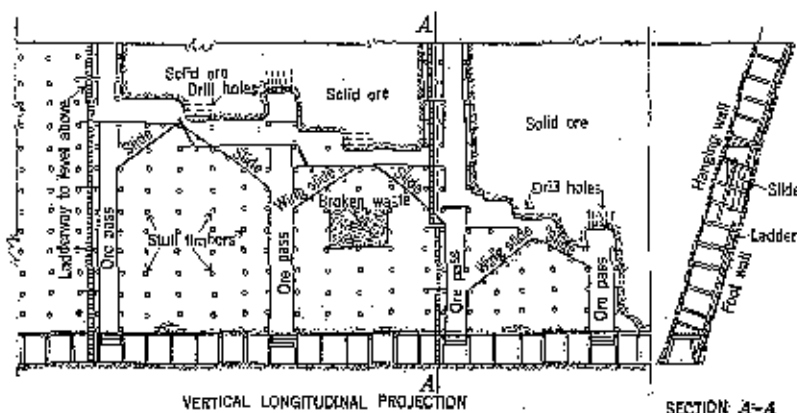 A
Solid ore
Drill holes
Solid ore
Solid ore
Ladderway to level above
Hanging wall
Slide
Slide
Slide
Slide
Slide
Wing slide
Drill holes
Broken waste
Stull timbers
Wing slide
Ladder
Ore pass
Ore pass
Ore pass
Ore pass
Foot wall
A
VERTICAL LONGITUDINAL PROJECTION
SECTION A-A